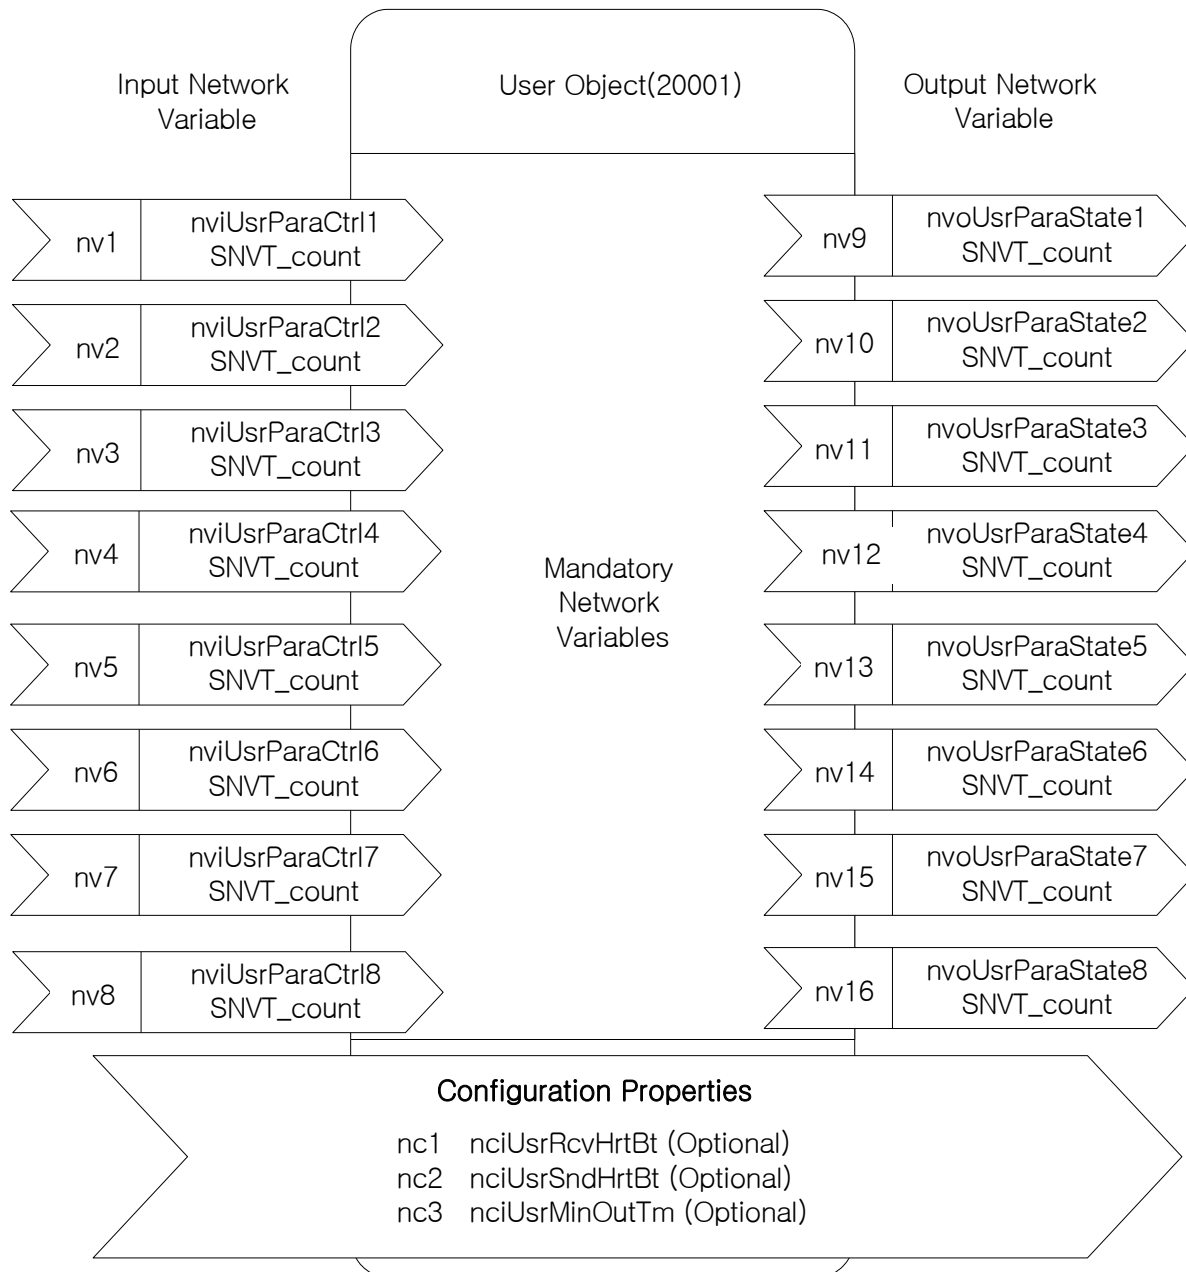 Input Network
Variable
User Object(20001)
Output Network
Variable
nv1
nviUsrParaCtrl1
SNVT_count
nv9
nvoUsrParaState1
SNVT_count
nv2
nviUsrParaCtrl2
SNVT_count
nv10
nvoUsrParaState2
SNVT_count
nv3
nviUsrParaCtrl3
SNVT_count
nv11
nvoUsrParaState3
SNVT_count
nv4
nviUsrParaCtrl4
SNVT_count
nv12
nvoUsrParaState4
SNVT_count
Mandatory
Network
Variables
nv5
nviUsrParaCtrl5
SNVT_count
nv13
nvoUsrParaState5
SNVT_count
nv6
nviUsrParaCtrl6
SNVT_count
nv14
nvoUsrParaState6
SNVT_count
nv7
nviUsrParaCtrl7
SNVT_count
nv15
nvoUsrParaState7
SNVT_count
nv8
nviUsrParaCtrl8
SNVT_count
nv16
nvoUsrParaState8
SNVT_count
Configuration Properties
nc1 nciUsrRcvHrtBt (Optional)
nc2 nciUsrSndHrtBt (Optional)
nc3 nciUsrMinOutTm (Optional)